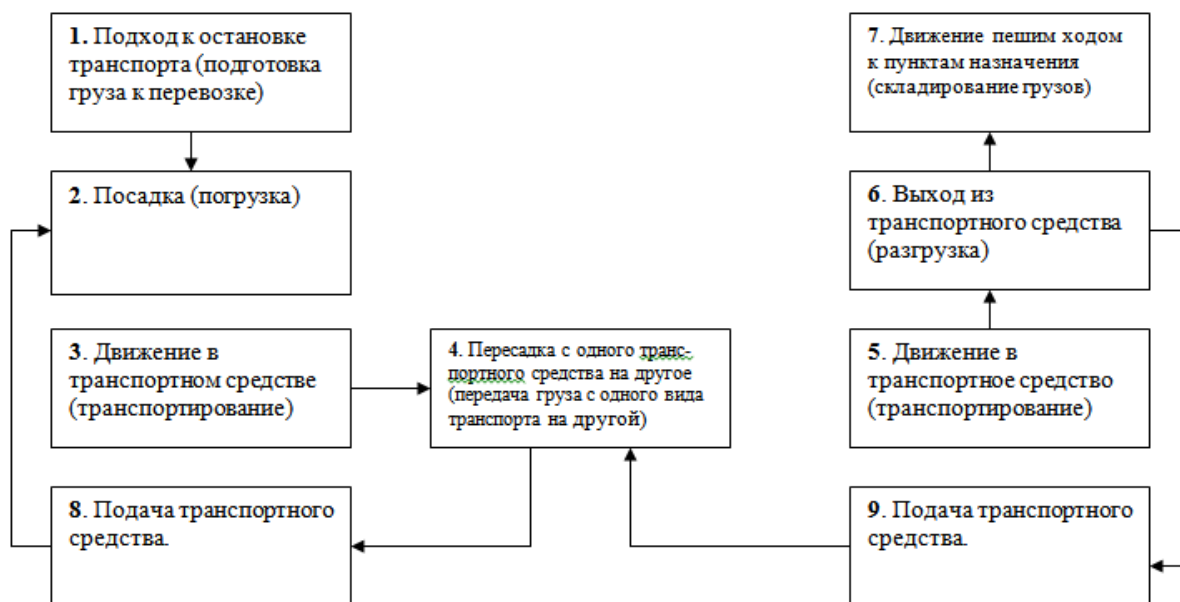 1. Подход к остановке
транспорта (подготовка
груза к перевозке)
2. Посадка (погрузка)
3. Движение в
транспортном средстве
(транспортирование)
4. Пересадка с одного транс-
портного средства на другое
(передача груза с одного вида
транспорта на другой)
5. Движение в
транспортное средство
(транспортирование)
6. Выход из
транспортного средства
(разгрузка)
7. Движение пешим ходом
к пунктам назначения
(складирование грузов)
8. Подача транспортного
средства.
9. Подача транспортного
средства.